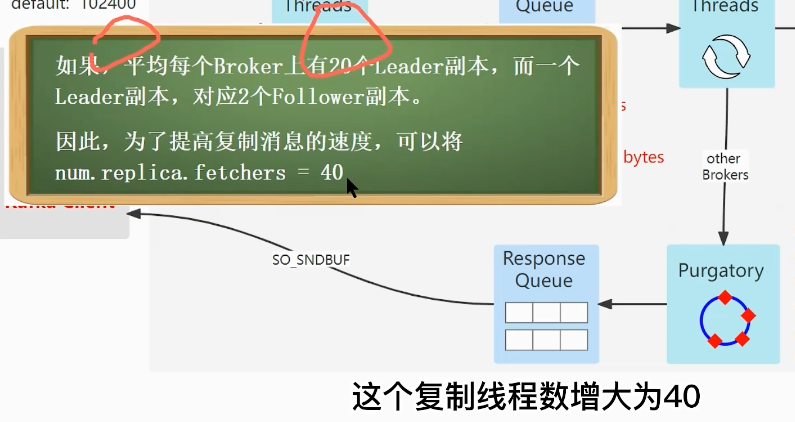 default: 102400
Threads
Queue
Threads
如果，平均每个Broker上有20个Leader副本，而一个
Leader副本，对应2个Follower副本。
因此，为了提高复制消息的速度，可以将
num.replica.fetchers = 40
bytes
other
Brokers
Kafka Client
SO_SNDBUF
Response
Queue
Purgatory
这个复制线程数增大为40